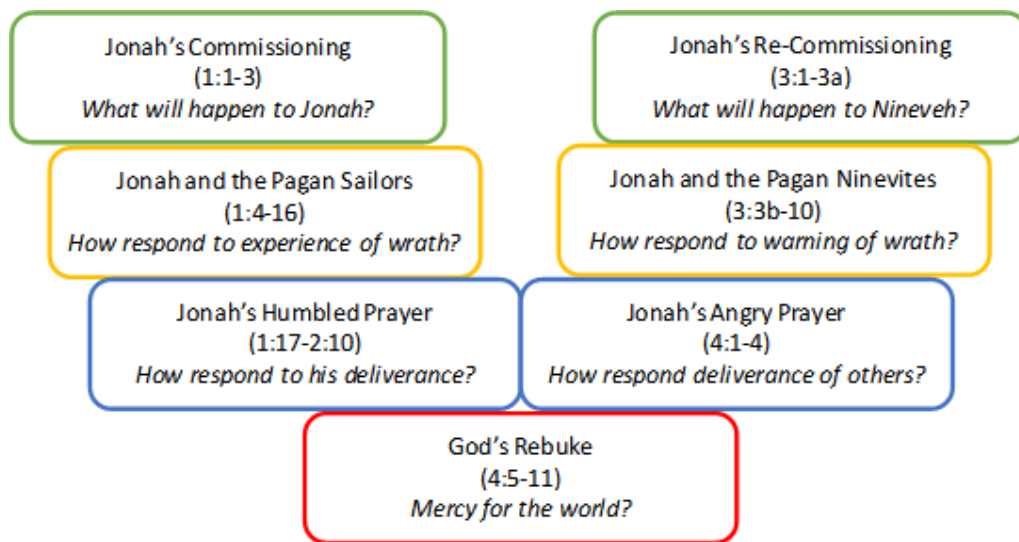 Jonah's Commissioning
(1:1-3)
What will happen to Jonah?
Jonah's Re-Commissioning
(3:1-3a)
What will happen to Nineveh?
Jonah and the Pagan Sailors
(1:4-16)
How respond to experience of wrath?
Jonah and the Pagan Ninevites
(3:3b-10)
How respond to warning of wrath?
Jonah's Humbled Prayer
(1:17-2:10)
How respond to his deliverance?
Jonah's Angry Prayer
(4:1-4)
How respond deliverance of others?
God's Rebuke
(4:5-11)
Mercy for the world?